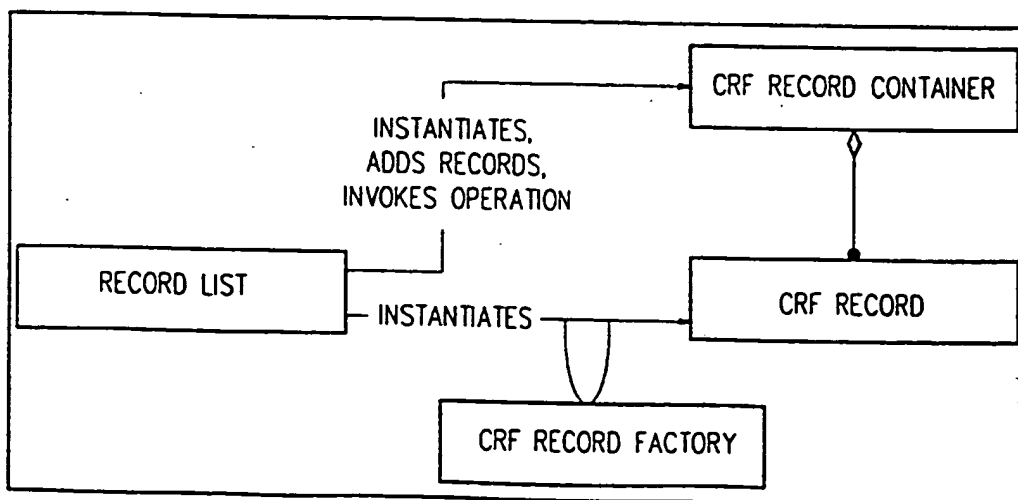 CRF RECORD CONTAINER
INSTANTIATES,
ADDS RECORDS,
INVOKES OPERATION
RECORD LIST
INSTANTIATES
CRF RECORD
CRF RECORD FACTORY